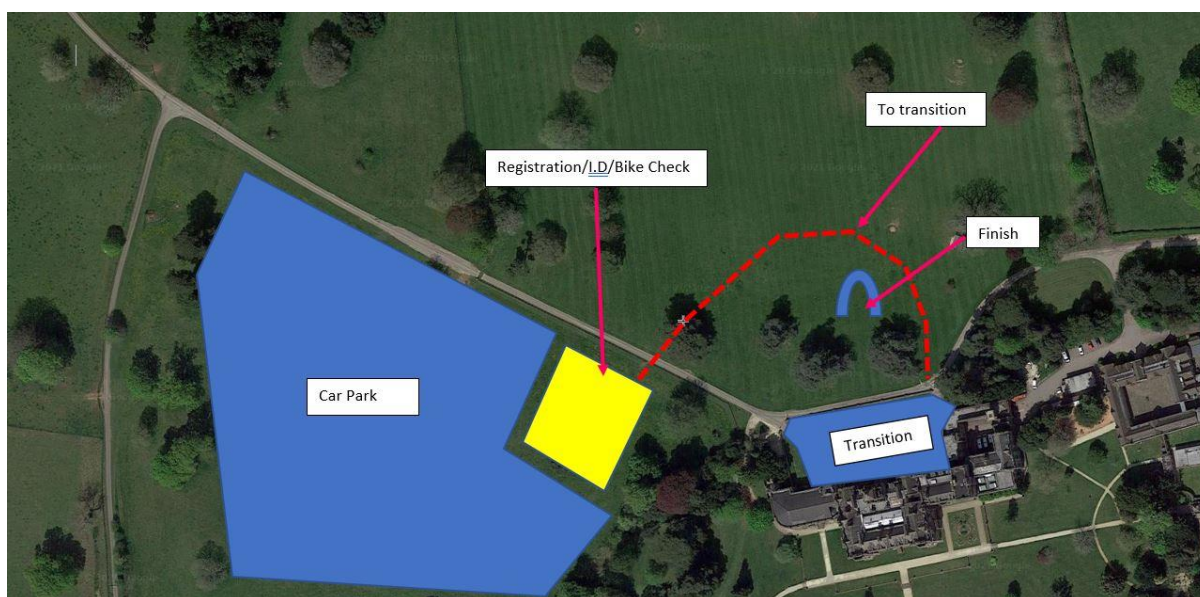 To transition
Registration/I.D/Bike Check
Finish
Car Park
Transition